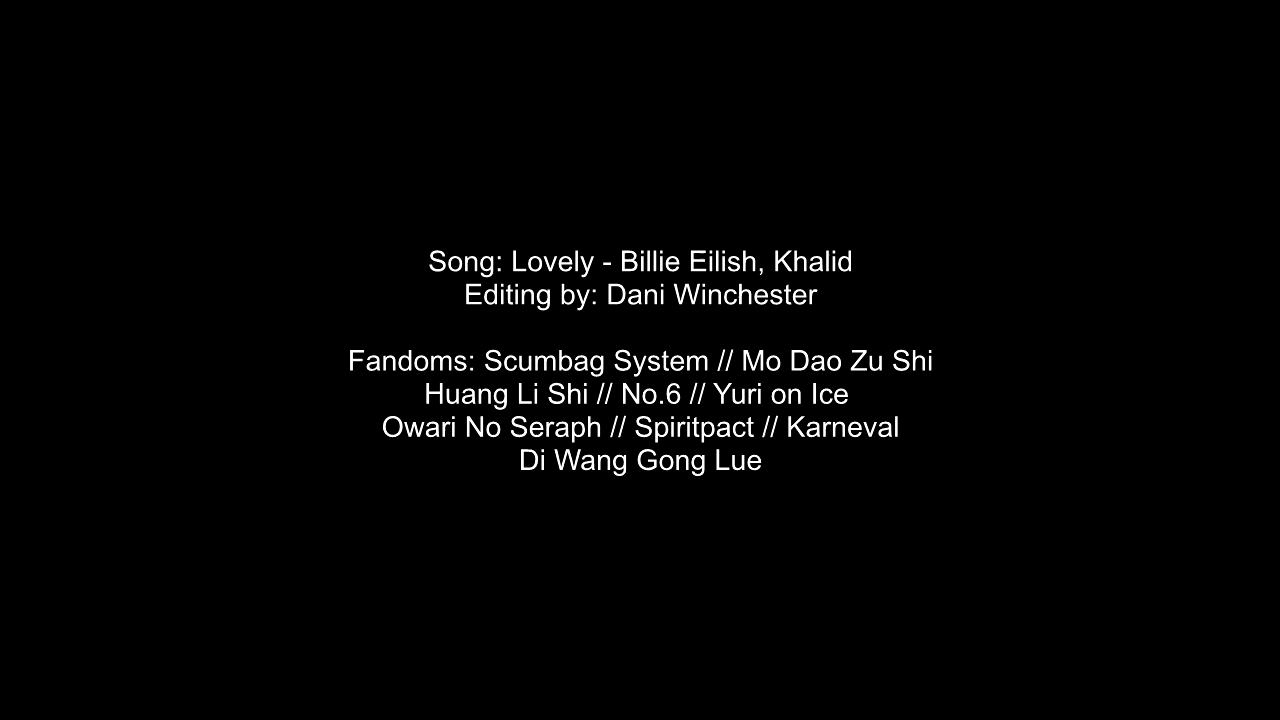 Song: Lovely - Billie Eilish, Khalid
Editing by: Dani Winchester
Fandoms: Scumbag System // Mo Dao Zu Shi
Huang Li Shi // No.6 // Yuri on Ice
Owari No Seraph // Spiritpact // Karneval
Di Wang Gong Lue